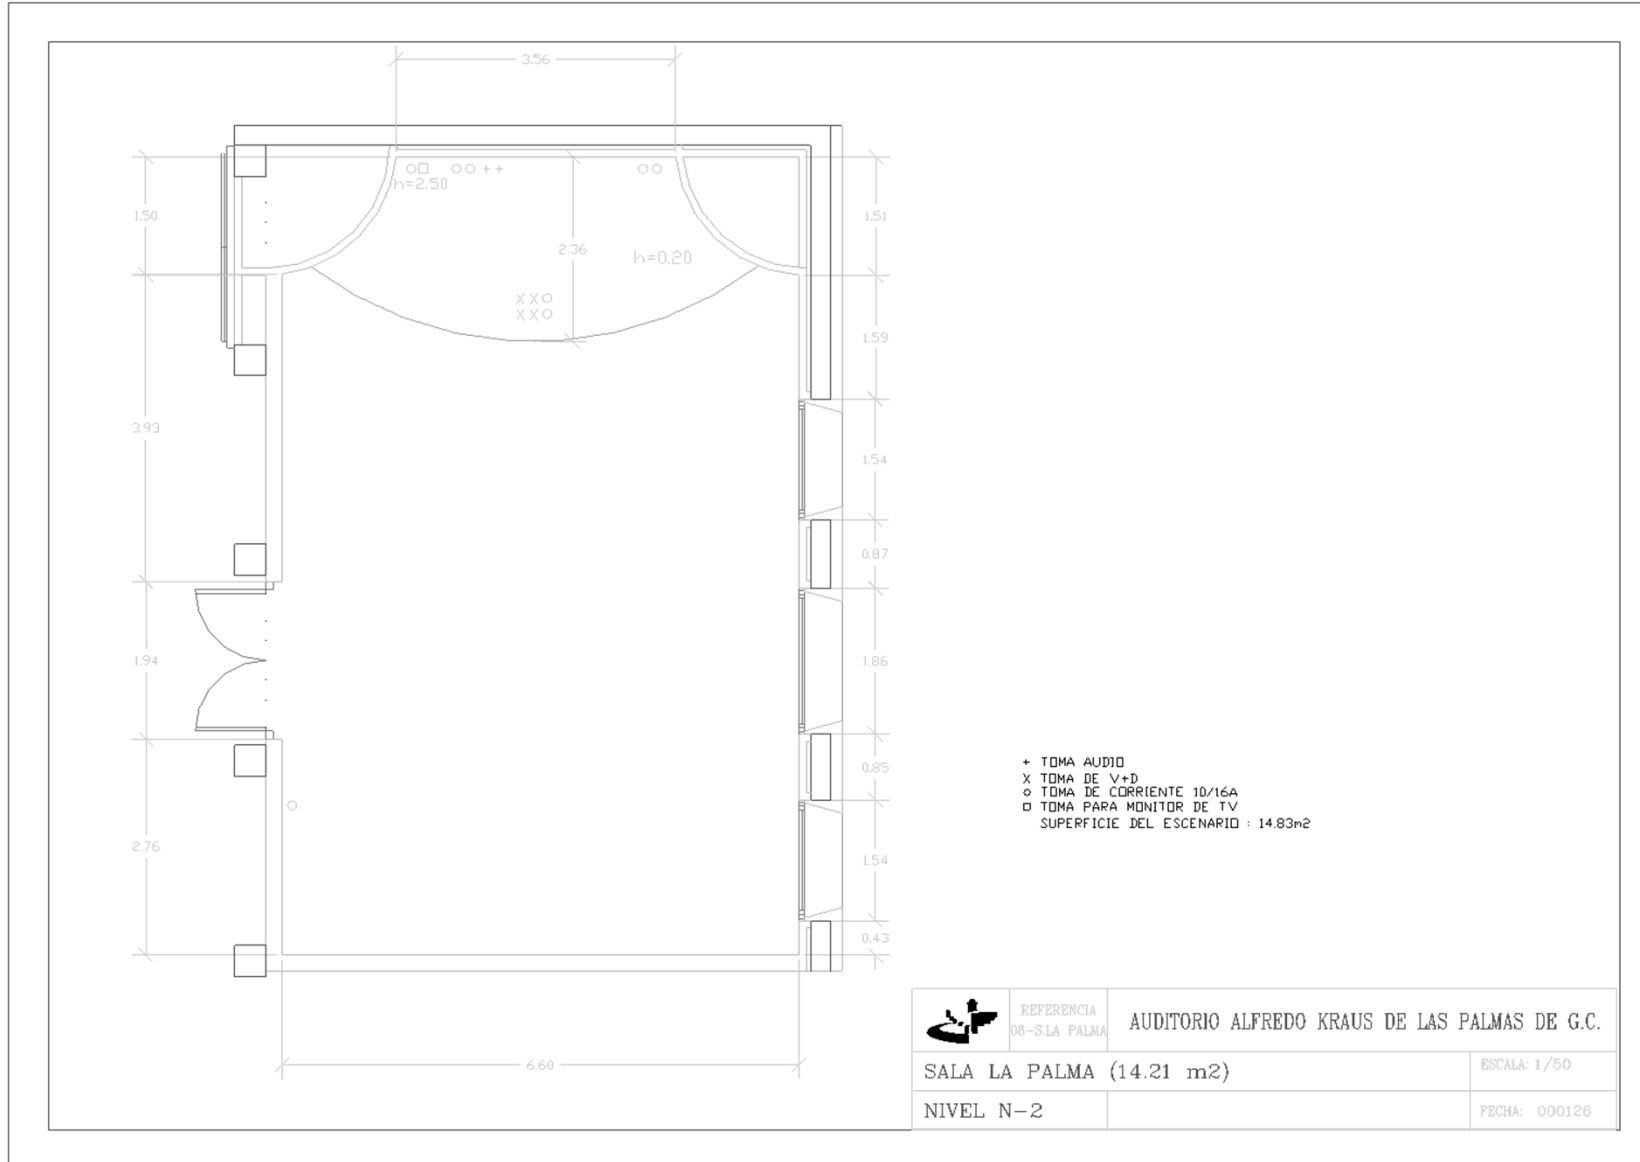 3.56
h=2.50
1.50
1.51
2.36
h=0.20
XX
XX
1.59
3.93
1.54
0.87
1.94
1.86
0.85
+ TOMA AUDIO
X TOMA DE V+D
o TOMA DE CORRIENTE 10/16A
□ TOMA PARA MONITOR DE TV
SUPERFICIE DEL ESCENARIO : 14.83m2
2.76
1.54
0.43
6.60
REFERENCIA
08-S.LA PALMA
AUDITORIO ALFREDO KRAUS DE LAS PALMAS DE G.C.
SALA LA PALMA (14.21 m2)
ESCALA: 1/50
NIVEL N-2
FECHA: 000126